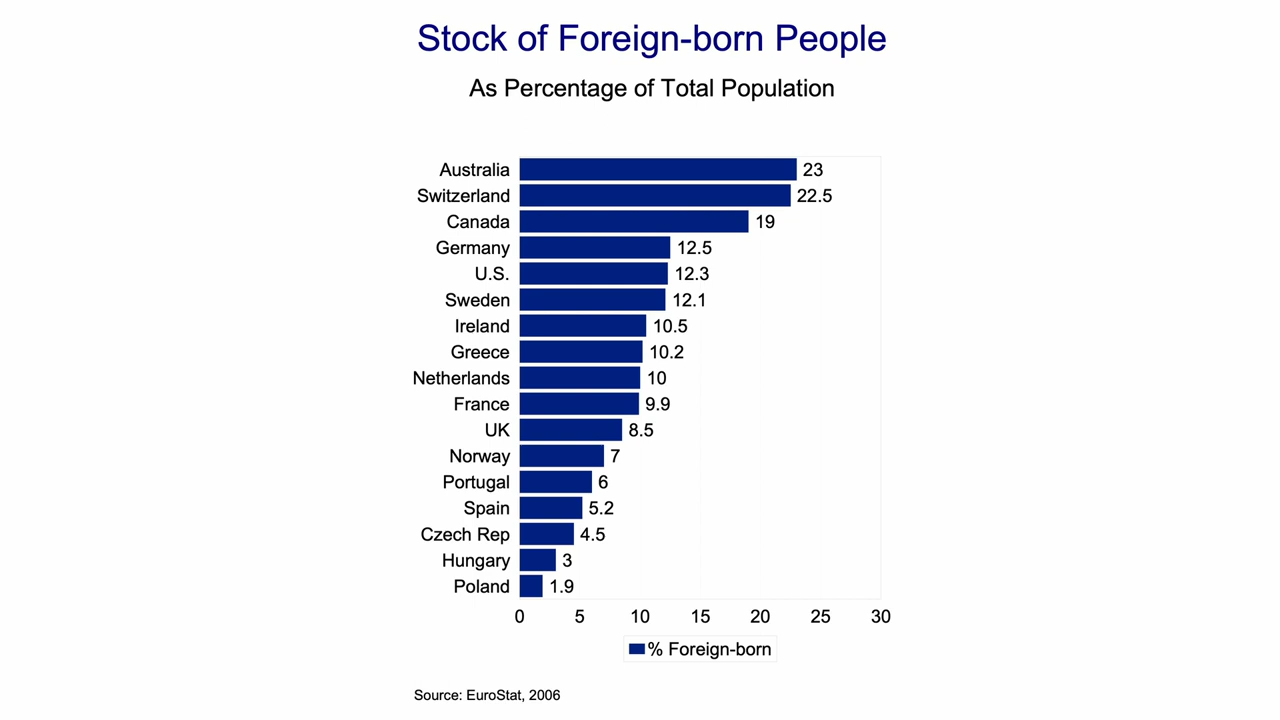 Stock of Foreign-born People
As Percentage of Total Population
Australia 23
Switzerland 22.5
Canada 19
Germany 12.5
U.S. 12.3
Sweden 12.1
Ireland 10.5
Greece 10.2
Netherlands 10
France 9.9
UK 8.5
Norway 7
Portugal 6
Spain 5.2
Czech Rep 4.5
Hungary 3
Poland 1.9
0 5 10 15 20 25 30
% Foreign-born
Source: EuroStat, 2006